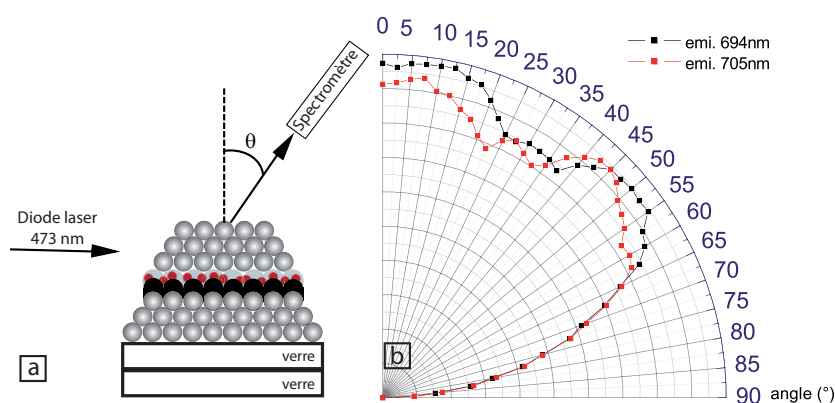 Diode laser
473 nm
θ
Spectromètre
verre
verre
a
b
0 5 10 15 20 25 30 35 40 45 50 55 60 65 70 75 80 85 90
angle (°)
emi. 694nm
emi. 705nm